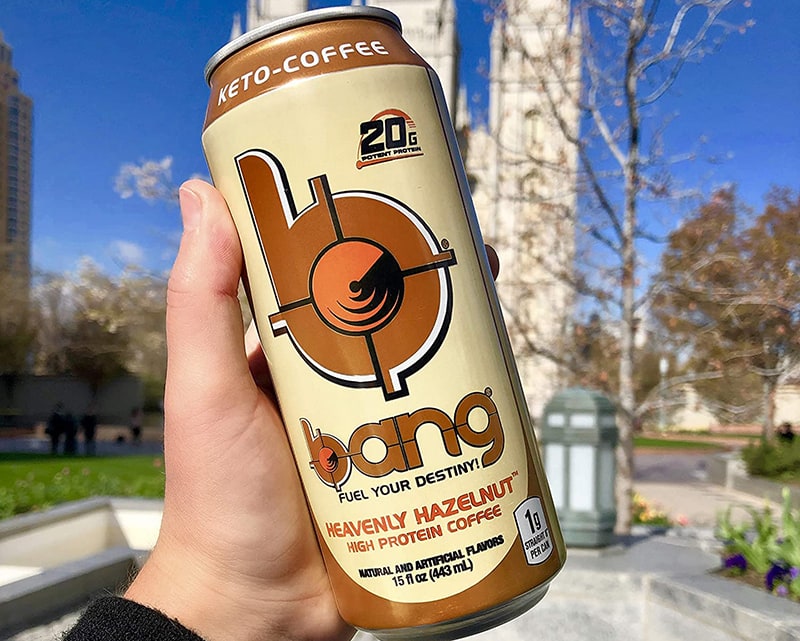 KETO-COFFEE
20G
POTENT PROTEIN
b®
bang®
FUEL YOUR DESTINY!
HEAVENLY HAZELNUT™
HIGH PROTEIN COFFEE
1g
STRAIGHT S*
PER CAN
NATURAL AND ARTIFICIAL FLAVORS
15 fl oz (443 mL)